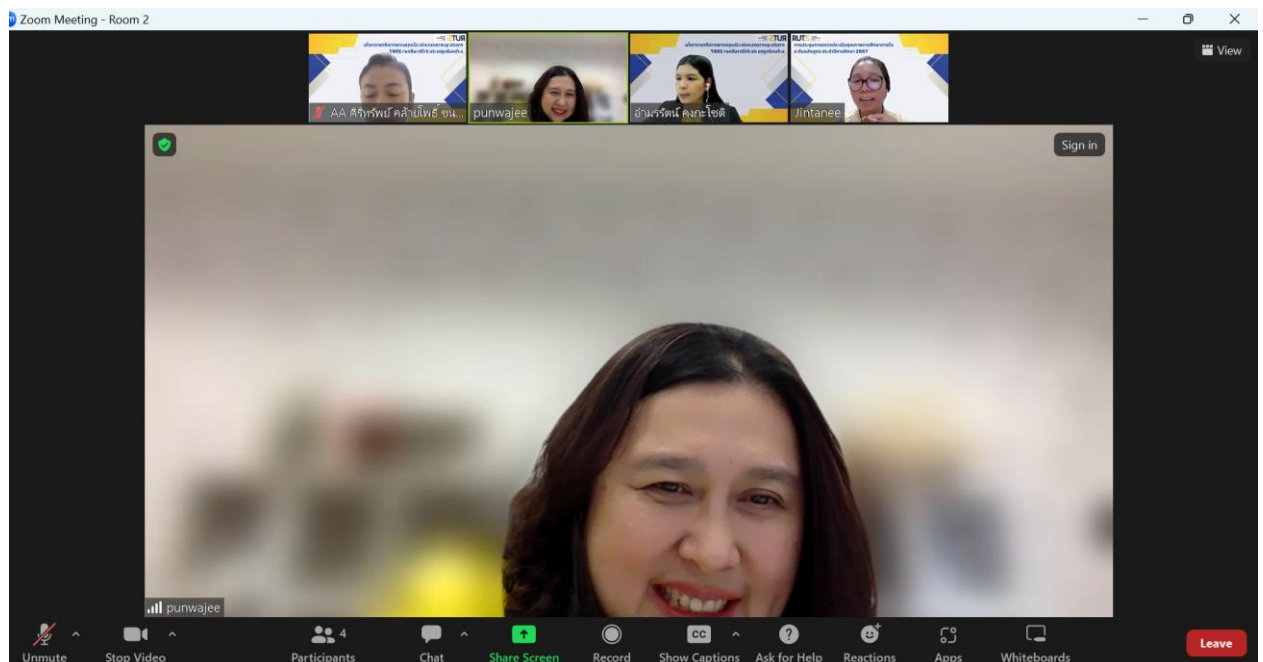 Zoom Meeting - Room 2
View
RUTS
AA ศิริทรัพย์ คล้ายโพธิ์ ชน...
punwajee
อำมรรัตน์ คงกะโชติ
Jintanee
Sign in
punwajee
Unmute
Stop Video
4
Participants
Chat
Share Screen
Record
CC
Show Captions
Ask for Help
Reactions
Apps
Whiteboards
Leave